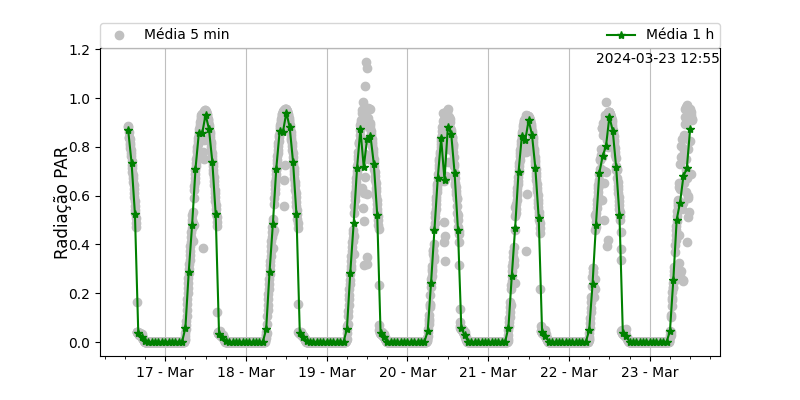 Média 5 min
Média 1 h
2024-03-23 12:55
Radiação PAR
1.2
1.0
0.8
0.6
0.4
0.2
0.0
17 - Mar
18 - Mar
19 - Mar
20 - Mar
21 - Mar
22 - Mar
23 - Mar